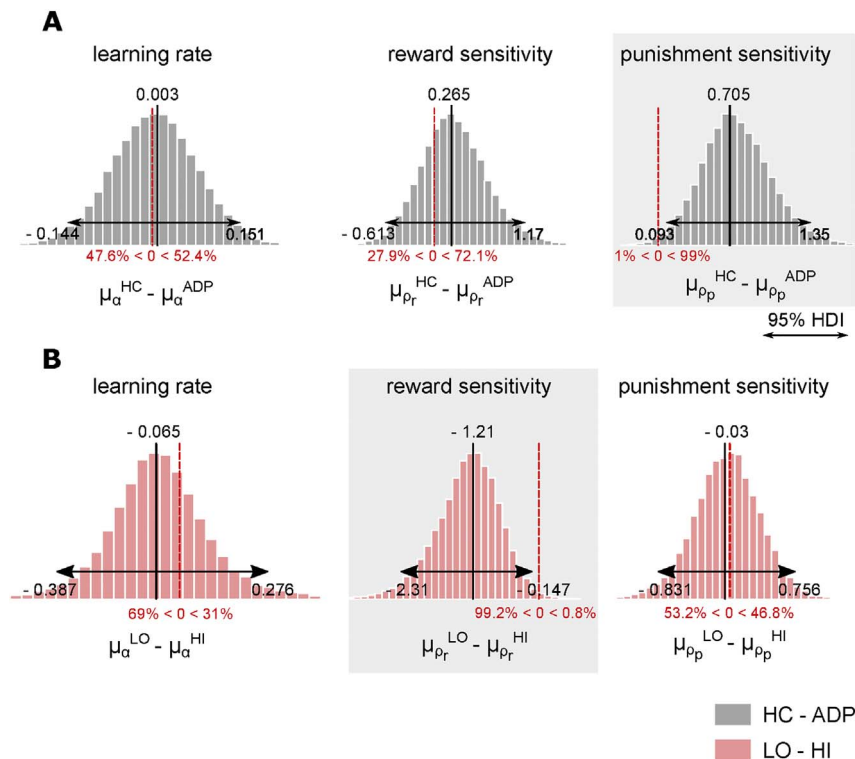 A
learning rate reward sensitivity punishment sensitivity
0.003 0.265 0.705
- 0.144 0.151 - 0.613 1.17 0.093 1.35
47.6% < 0 < 52.4% 27.9% < 0 < 72.1% 1% < 0 < 99%
μα^HC - μα^ADP μρr^HC - μρr^ADP μρp^HC - μρp^ADP
95% HDI
B
learning rate reward sensitivity punishment sensitivity
- 0.065 - 1.21 - 0.03
- 0.387 0.276 - 2.31 - 0.147 - 0.831 0.756
69% < 0 < 31% 99.2% < 0 < 0.8% 53.2% < 0 < 46.8%
μα^LO - μα^HI μρr^LO - μρr^HI μρp^LO - μρp^HI
HC - ADP
LO - HI